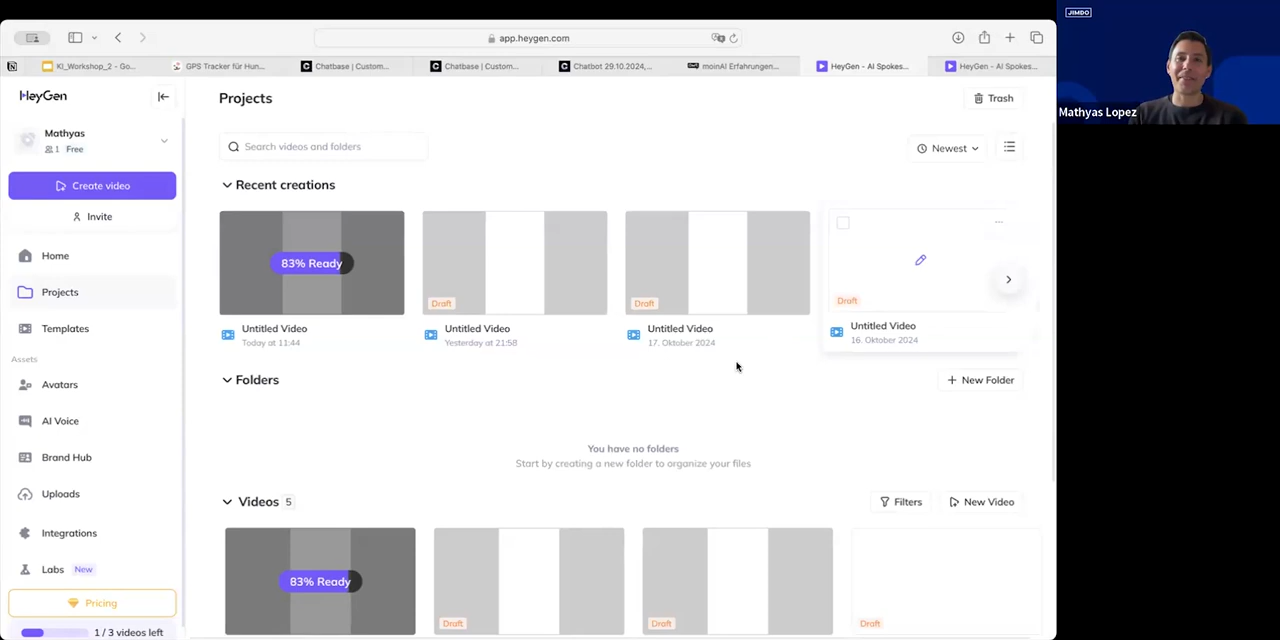 app.heygen.com
KI_Workshop_2 - Go...
GPS Tracker für Hun...
Chatbase | Custom...
Chatbase | Custom...
Chatbot 29.10.2024,...
moinAI Erfahrungen...
HeyGen - AI Spokes...
HeyGen - AI Spokes...
JIMDO
Mathyas Lopez
HeyGen
Mathyas
1 Free
Create video
Invite
Home
Projects
Templates
Assets
Avatars
AI Voice
Brand Hub
Uploads
Integrations
Labs New
Pricing
1 / 3 videos left
Projects
Trash
Search videos and folders
Newest
Recent creations
83% Ready
Draft
Draft
Draft
Untitled Video
Today at 11:44
Untitled Video
Yesterday at 21:58
Untitled Video
17. Oktober 2024
Untitled Video
16. Oktober 2024
Folders
+ New Folder
You have no folders
Start by creating a new folder to organize your files
Videos 5
Filters
New Video
83% Ready
Draft
Draft
Draft